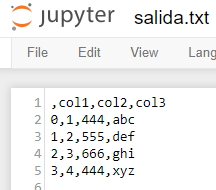 jupyter salida.txt
File Edit View
1 ,col1,col2,col3
2 0,1,444,abc
3 1,2,555,def
4 2,3,666,ghi
5 3,4,444,xyz
6